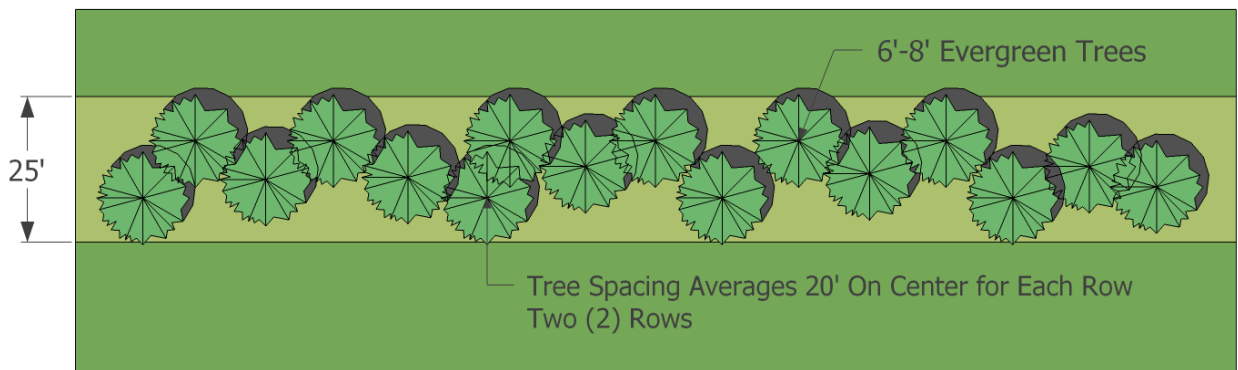 6'-8' Evergreen Trees
25'
Tree Spacing Averages 20' On Center for Each Row
Two (2) Rows